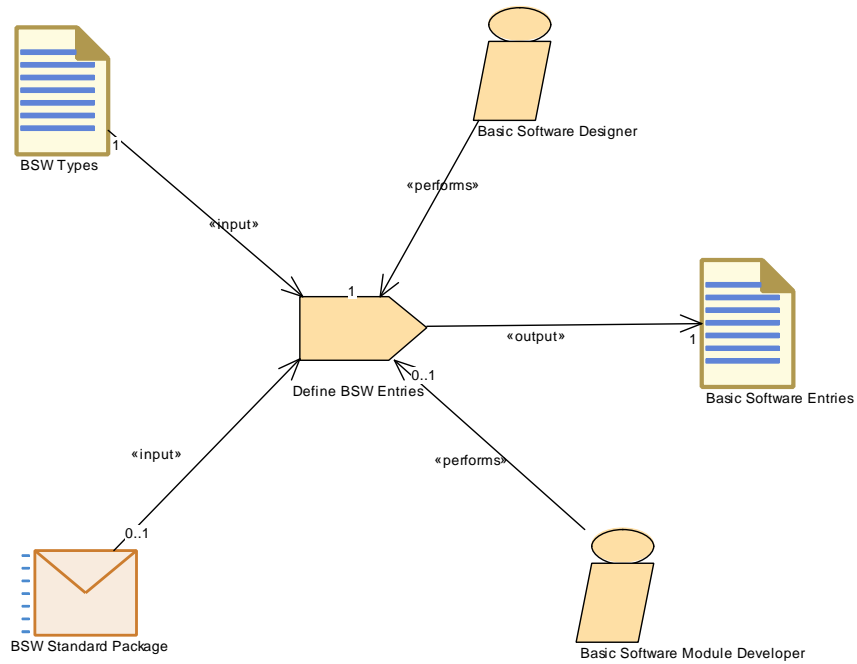 Basic Software Designer
1
BSW Types
«performs»
«input»
1
«output»
1
0..1
Define BSW Entries
Basic Software Entries
«input»
«performs»
0..1
BSW Standard Package
Basic Software Module Developer